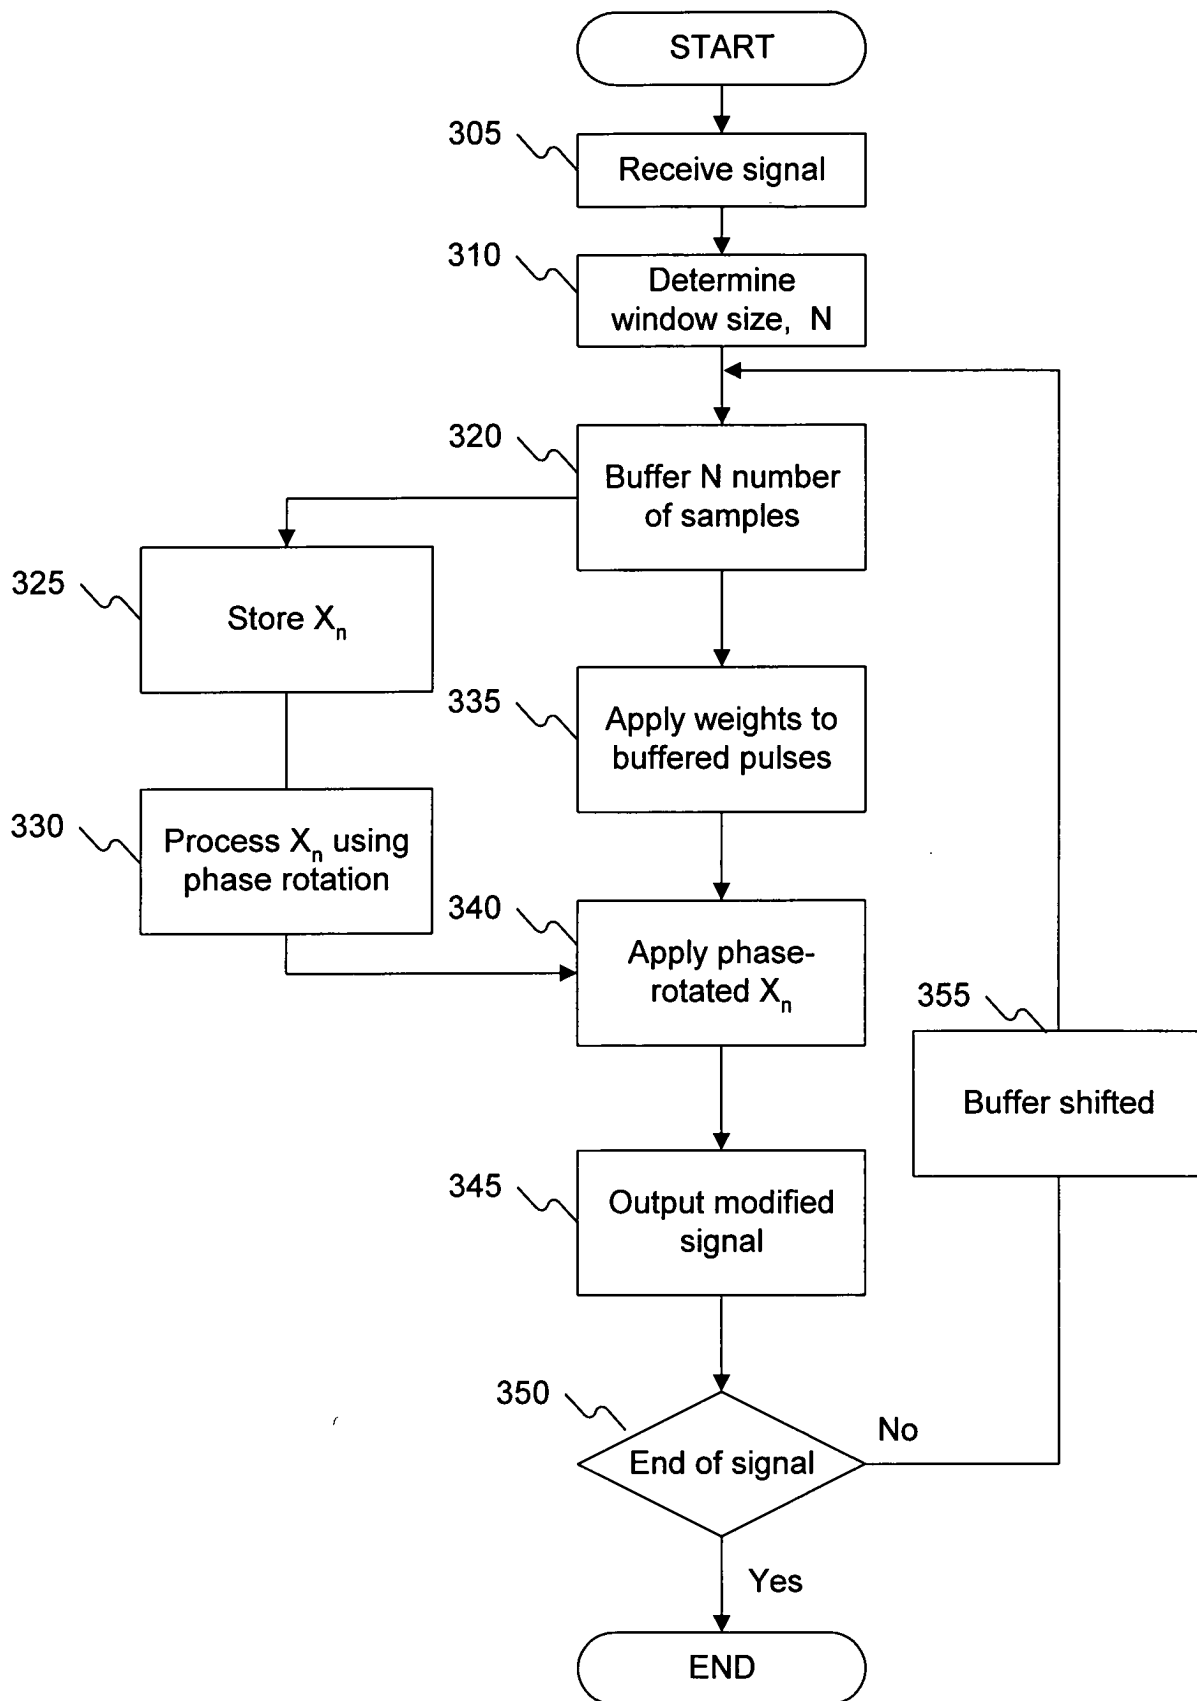 START
305
Receive signal
310
Determine
window size, N
320
Buffer N number
of samples
325
Store Xn
335
Apply weights to
buffered pulses
330
Process Xn using
phase rotation
340
Apply phase-
rotated Xn
355
Buffer shifted
345
Output modified
signal
350
End of signal
No
Yes
END